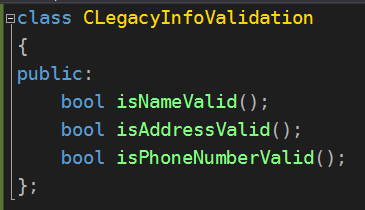 class CLegacyInfoValidation
{
public:
    bool isNameValid();
    bool isAddressValid();
    bool isPhoneNumberValid();
};